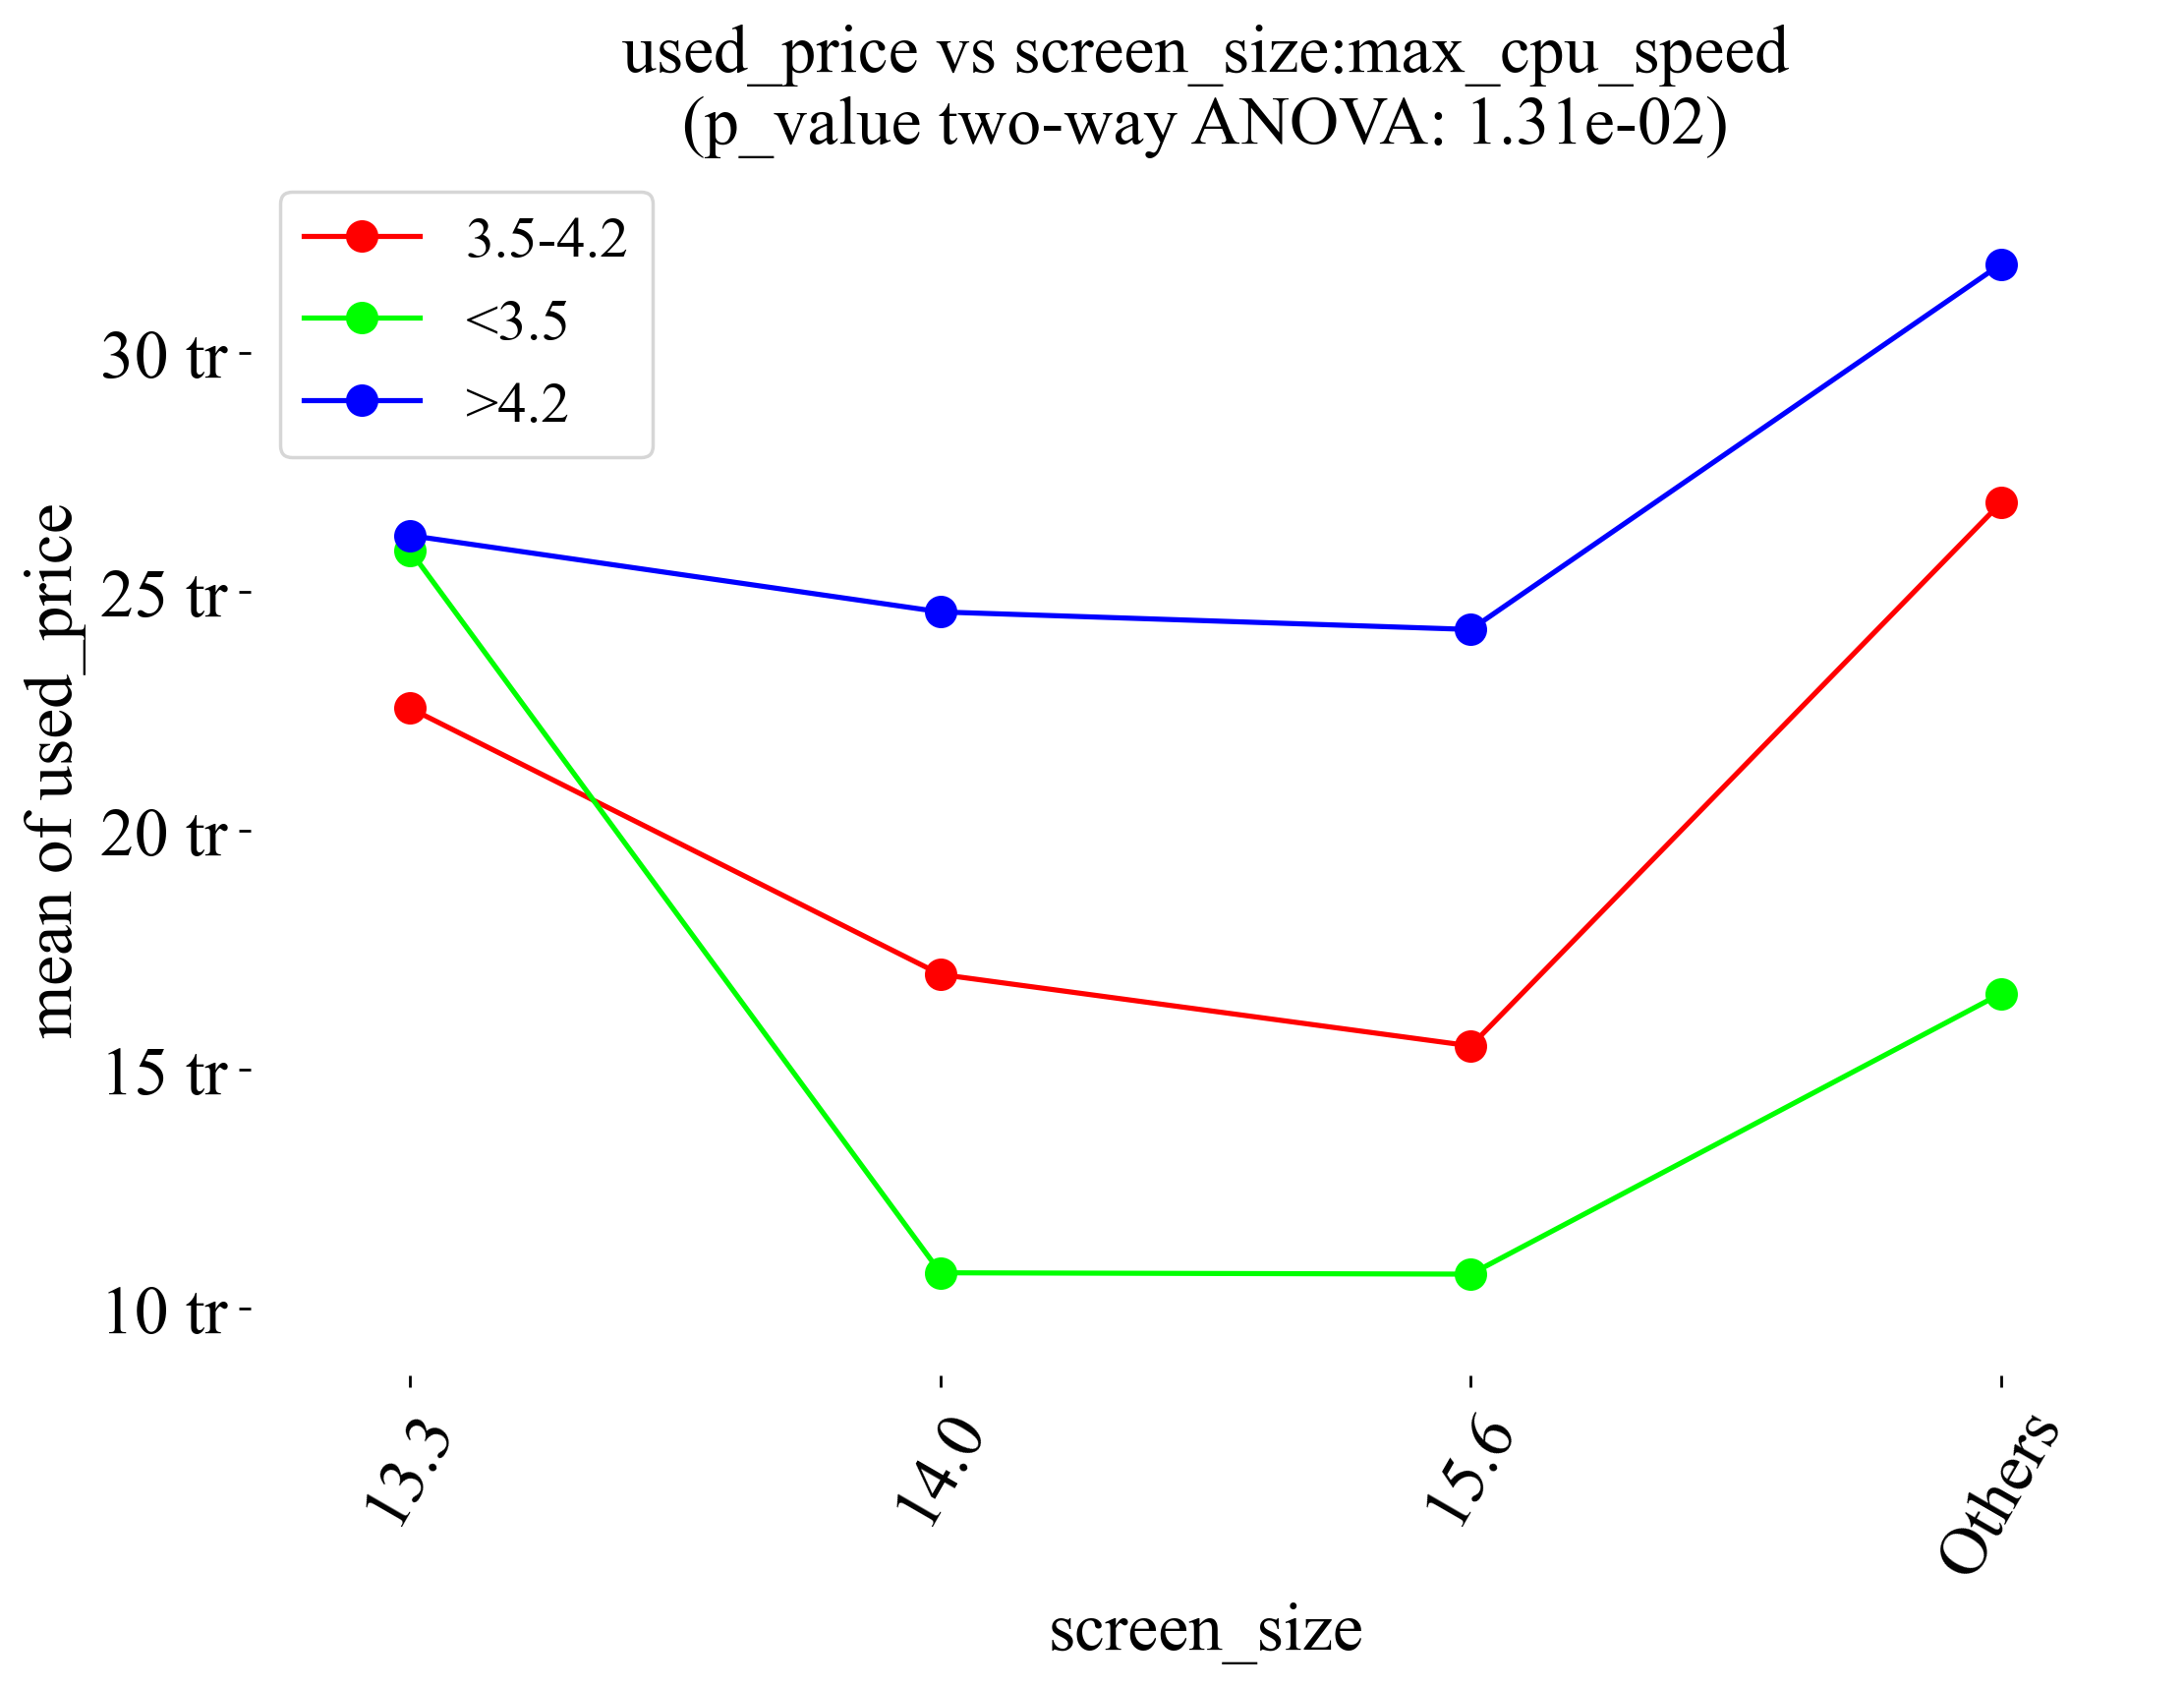 used_price vs screen_size:max_cpu_speed
(p_value two-way ANOVA: 1.31e-02)
3.5-4.2
<3.5
>4.2
mean of used_price
30 tr
25 tr
20 tr
15 tr
10 tr
13.3
14.0
15.6
Others
screen_size